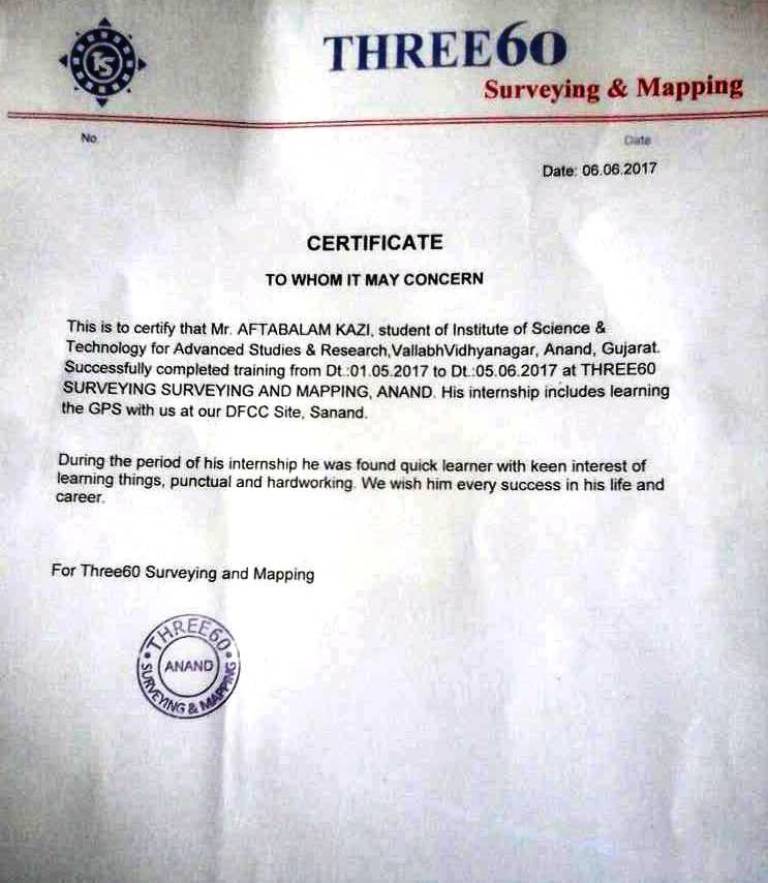 THREE60
Surveying & Mapping
No.
Date
Date: 06.06.2017
CERTIFICATE
TO WHOM IT MAY CONCERN
This is to certify that Mr. AFTABALAM KAZI, student of Institute of Science &
Technology for Advanced Studies & Research,VallabhVidhyanagar, Anand, Gujarat.
Successfully completed training from Dt.:01.05.2017 to Dt.:05.06.2017 at THREE60
SURVEYING SURVEYING AND MAPPING, ANAND. His internship includes learning
the GPS with us at our DFCC Site, Sanand.
During the period of his internship he was found quick learner with keen interest of
learning things, punctual and hardworking. We wish him every success in his life and
career.
For Three60 Surveying and Mapping
THREE60
ANAND
SURVEYING & MAPPING